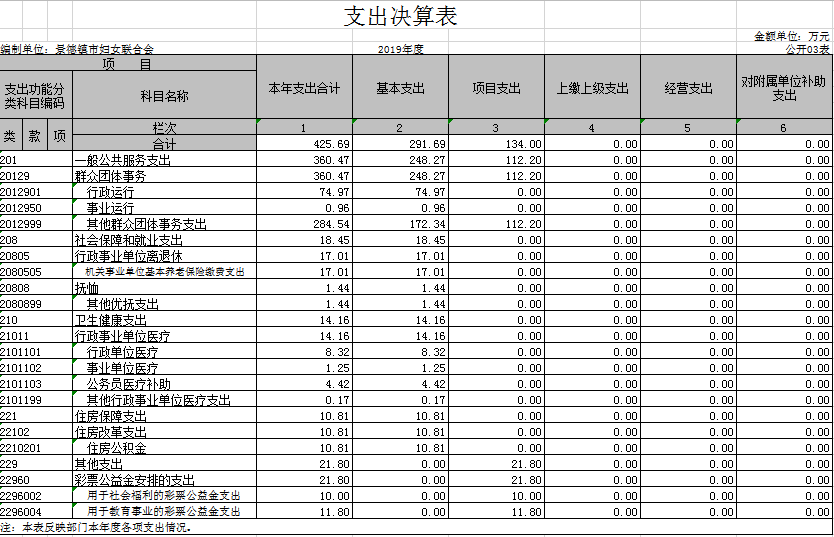 支出决算表
金额单位：万元
编制单位：景德镇市妇女联合会 2019年度 公开03表
项 目 本年支出合计 基本支出 项目支出 上缴上级支出 经营支出 对附属单位补助支出
支出功能分类科目编码 科目名称
类 款 项 栏次 1 2 3 4 5 6
合计 425.69 291.69 134.00 0.00 0.00 0.00
201 一般公共服务支出 360.47 248.27 112.20 0.00 0.00 0.00
20129 群众团体事务 360.47 248.27 112.20 0.00 0.00 0.00
2012901 行政运行 74.97 74.97 0.00 0.00 0.00 0.00
2012950 事业运行 0.96 0.96 0.00 0.00 0.00 0.00
2012999 其他群众团体事务支出 284.54 172.34 112.20 0.00 0.00 0.00
208 社会保障和就业支出 18.45 18.45 0.00 0.00 0.00 0.00
20805 行政事业单位离退休 17.01 17.01 0.00 0.00 0.00 0.00
2080505 机关事业单位基本养老保险缴费支出 17.01 17.01 0.00 0.00 0.00 0.00
20808 抚恤 1.44 1.44 0.00 0.00 0.00 0.00
2080899 其他优抚支出 1.44 1.44 0.00 0.00 0.00 0.00
210 卫生健康支出 14.16 14.16 0.00 0.00 0.00 0.00
21011 行政事业单位医疗 14.16 14.16 0.00 0.00 0.00 0.00
2101101 行政单位医疗 8.32 8.32 0.00 0.00 0.00 0.00
2101102 事业单位医疗 1.25 1.25 0.00 0.00 0.00 0.00
2101103 公务员医疗补助 4.42 4.42 0.00 0.00 0.00 0.00
2101199 其他行政事业单位医疗支出 0.17 0.17 0.00 0.00 0.00 0.00
221 住房保障支出 10.81 10.81 0.00 0.00 0.00 0.00
22102 住房改革支出 10.81 10.81 0.00 0.00 0.00 0.00
2210201 住房公积金 10.81 10.81 0.00 0.00 0.00 0.00
229 其他支出 21.80 0.00 21.80 0.00 0.00 0.00
22960 彩票公益金安排的支出 21.80 0.00 21.80 0.00 0.00 0.00
2296002 用于社会福利的彩票公益金支出 10.00 0.00 10.00 0.00 0.00 0.00
2296004 用于教育事业的彩票公益金支出 11.80 0.00 11.80 0.00 0.00 0.00
注：本表反映部门本年度各项支出情况。